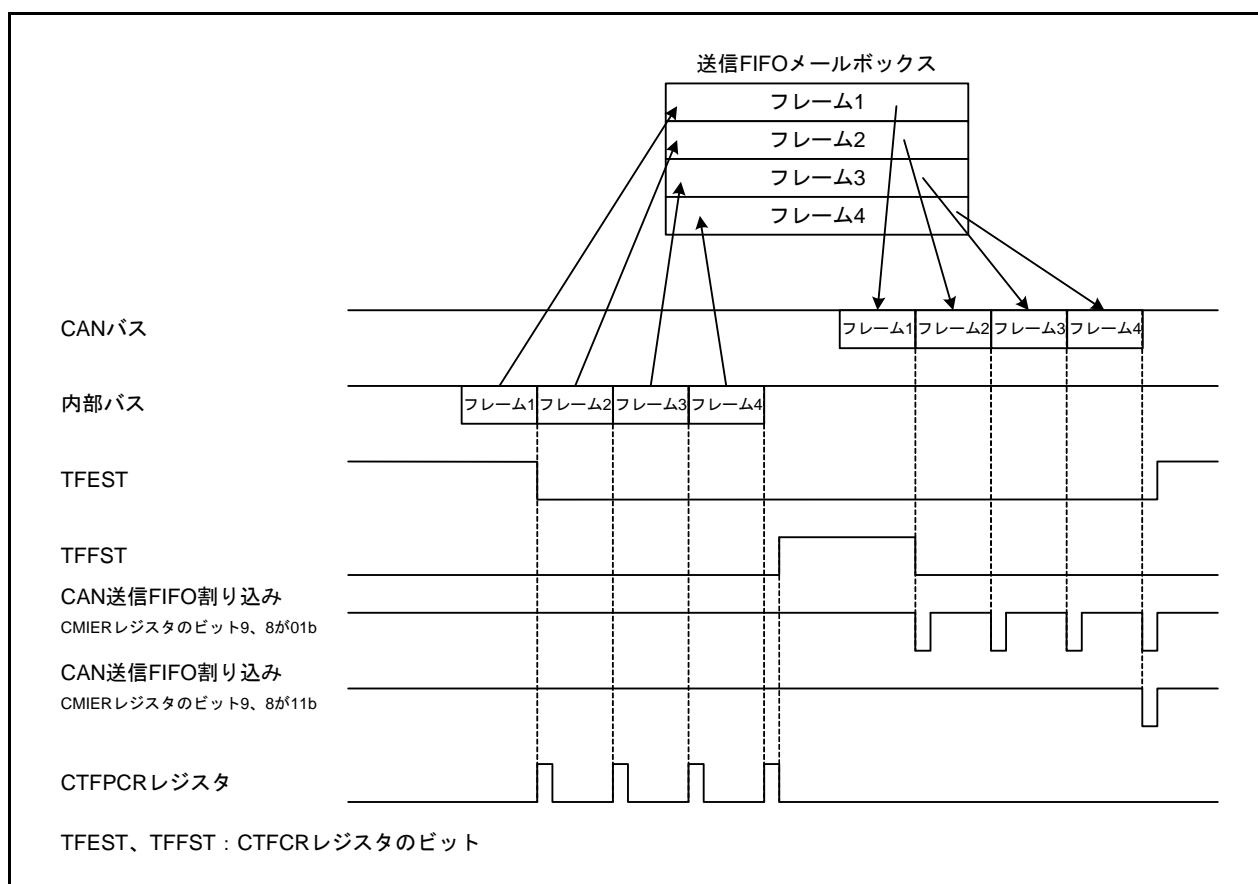 送信FIFOメールボックス
フレーム1
フレーム2
フレーム3
フレーム4
CANバス
フレーム1 フレーム2 フレーム3 フレーム4
内部バス
フレーム1 フレーム2 フレーム3 フレーム4
TFEST
TFFST
CAN送信FIFO割り込み
CMIERレジスタのビット9、8が01b
CAN送信FIFO割り込み
CMIERレジスタのビット9、8が11b
CTFPCRレジスタ
TFEST、TFFST：CTFCRレジスタのビット